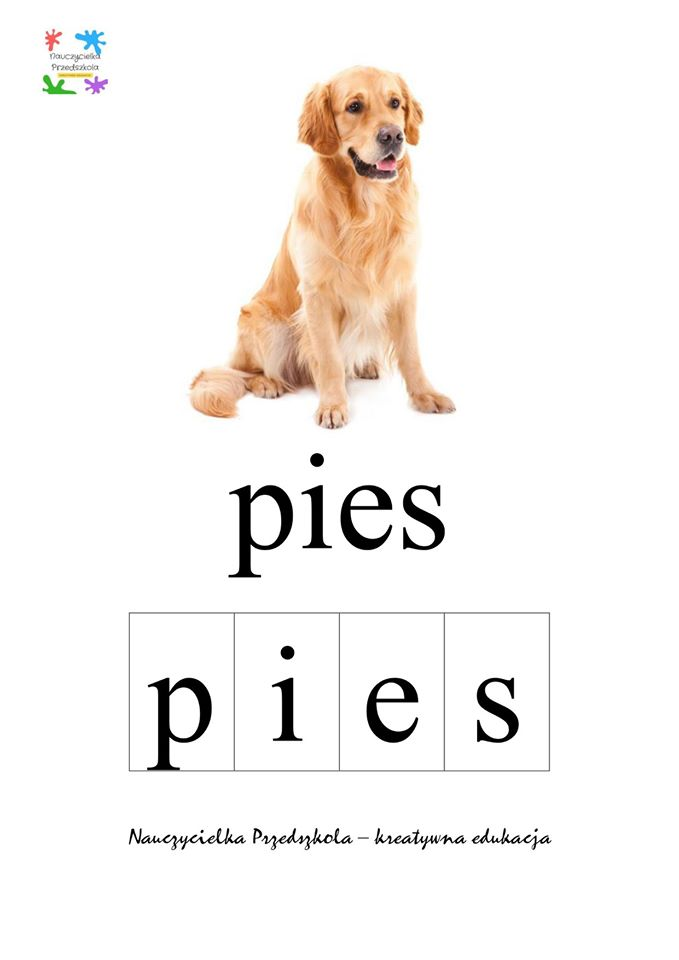 Nauczycielka
Przedszkola
pies
p i e s
Nauczycielka Przedszkola – kreatywna edukacja